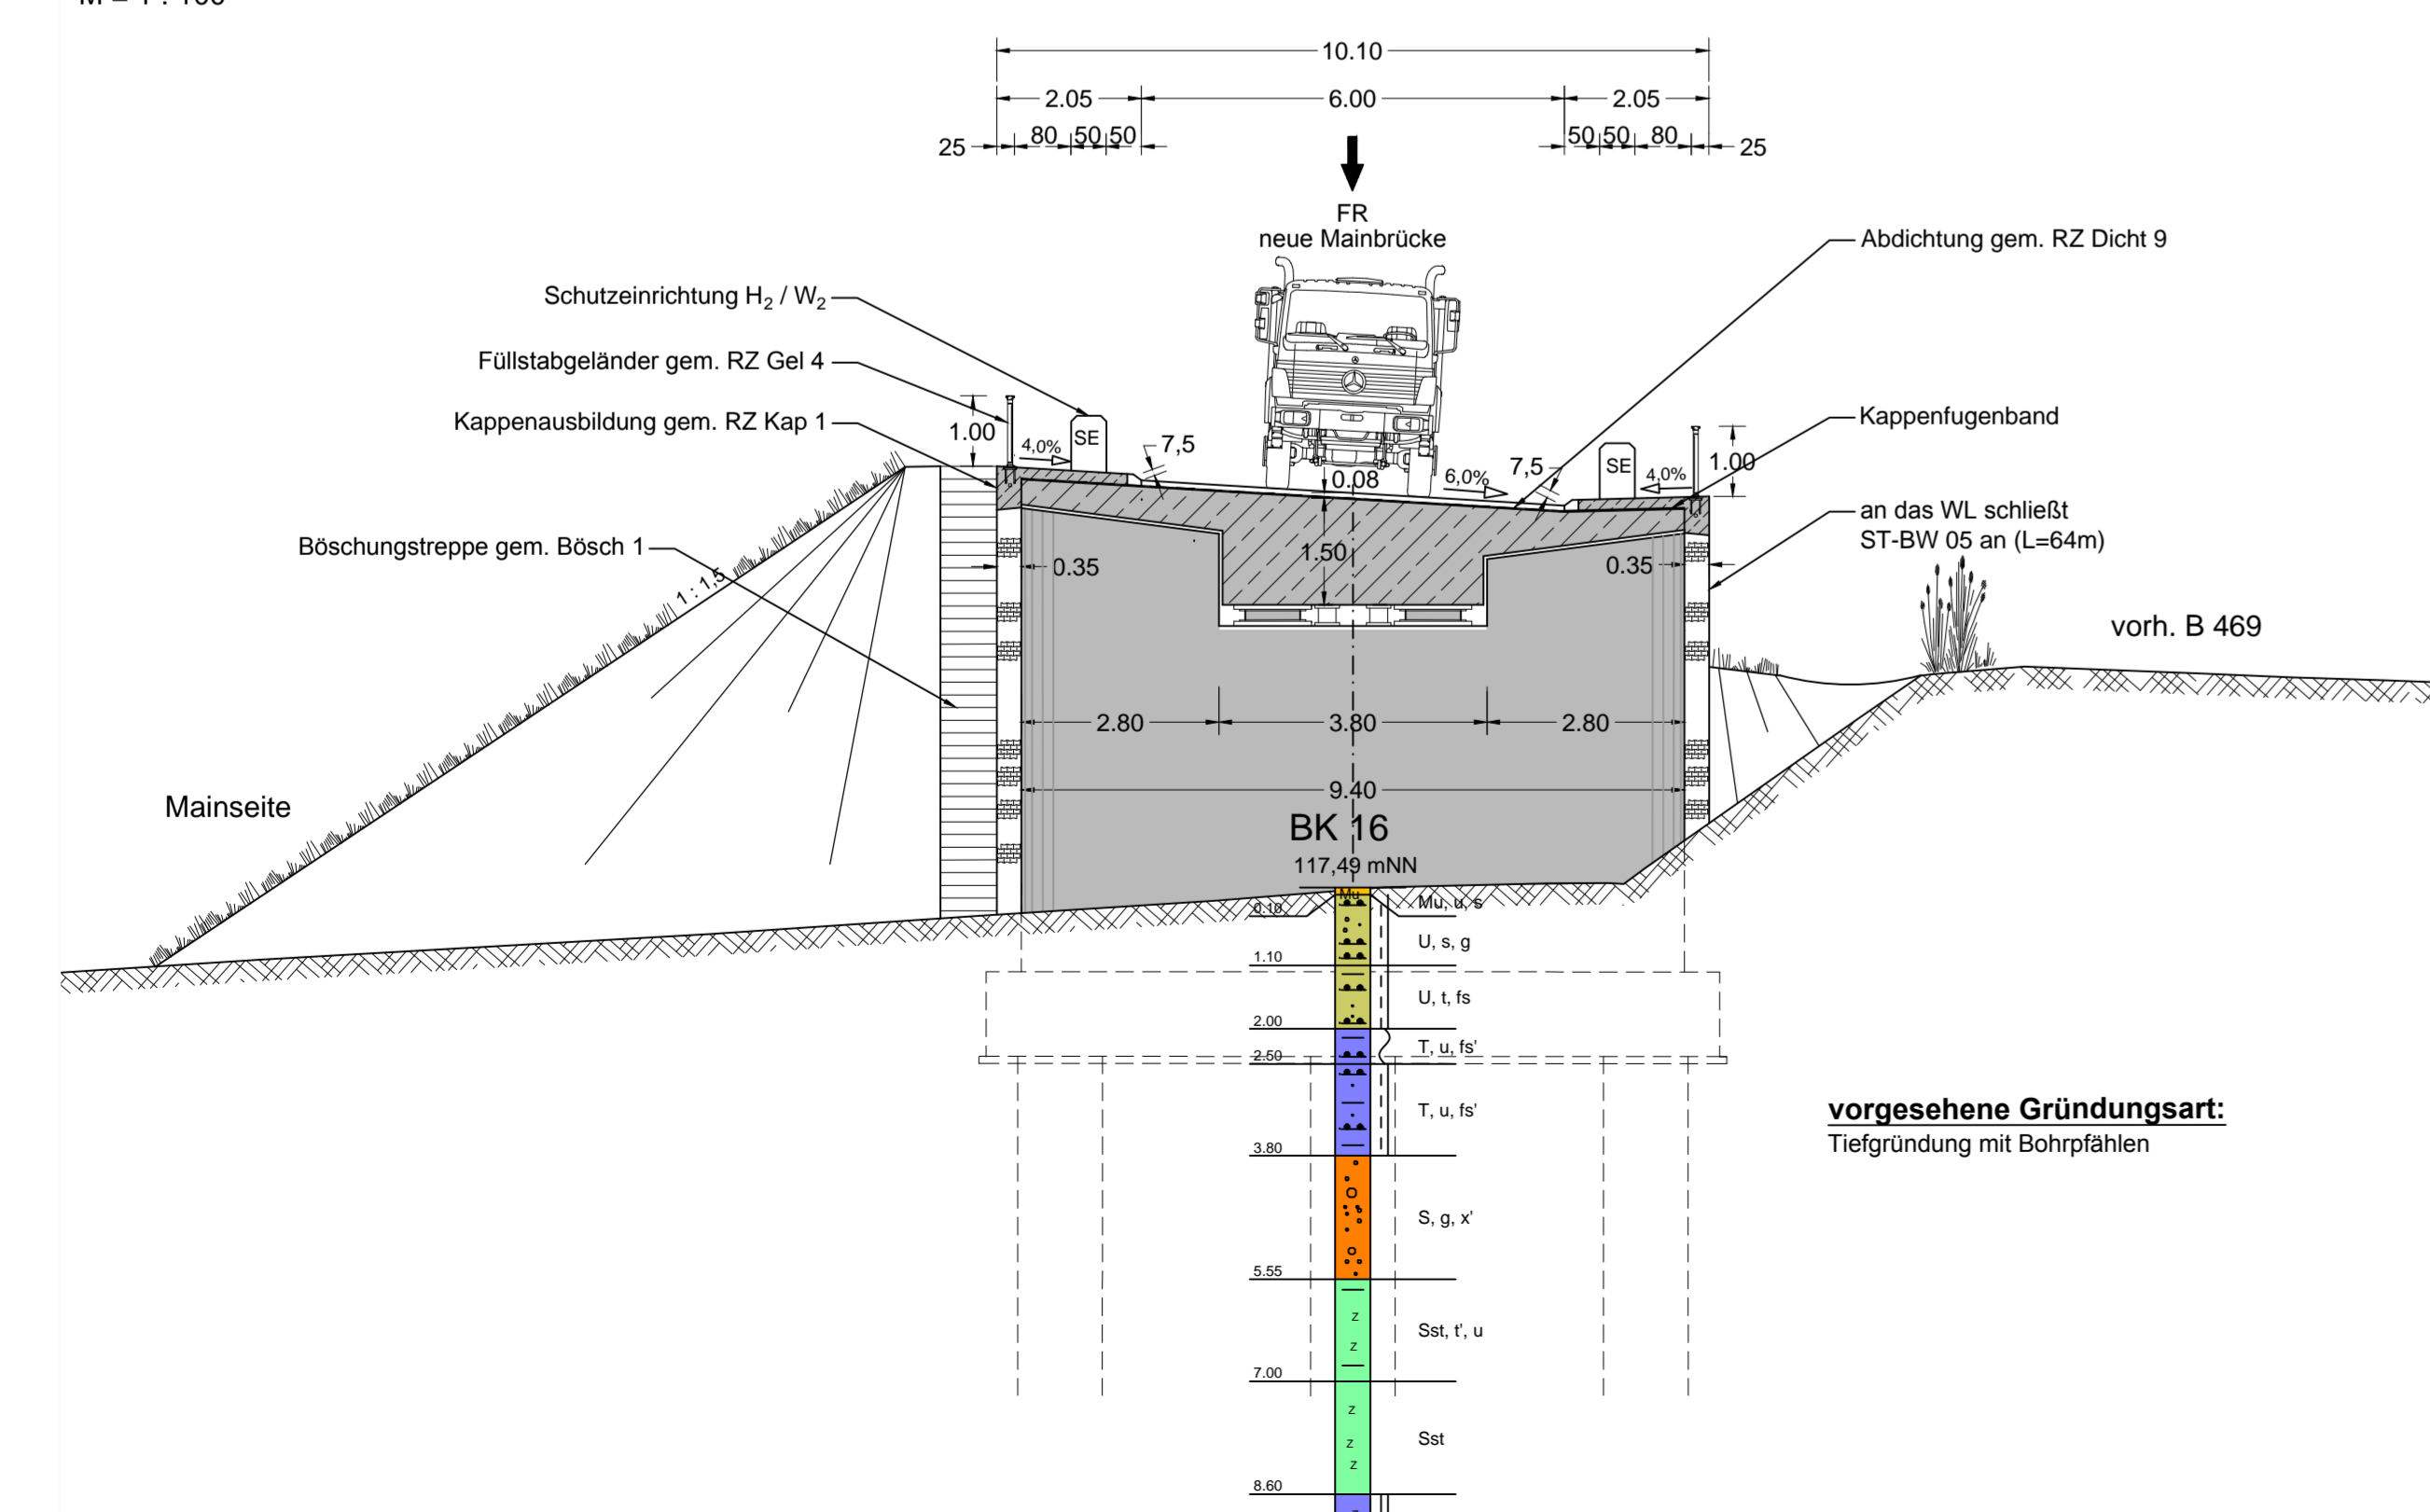 10.10
2.05
6.00
2.05
25
80
50
50
50
50
80
25
FR
neue Mainbrücke
Abdichtung gem. RZ Dicht 9
Schutzeinrichtung H₂ / W₂
Füllstabgeländer gem. RZ Gel 4
Kappenausbildung gem. RZ Kap 1
Kappenfugenband
1.00
4,0%
SE
7,5
0.08
6,0%
7,5
SE
4,0%
1.00
an das WL schließt
ST-BW 05 an (L=64m)
Böschungstreppe gem. Bösch 1
1 : 1,5
0.35
1.50
0.35
vorh. B 469
2.80
3.80
2.80
9.40
Mainseite
BK 16
117,49 mNN
Mu
0.10
Mu, u, s
U, s, g
1.10
U, t, fs
2.00
T, u, fs'
2.50
T, u, fs'
3.80
vorgesehene Gründungsart:
Tiefgründung mit Bohrpfählen
S, g, x'
5.55
z
Sst, t', u
z
7.00
z
Sst
z
z
8.60